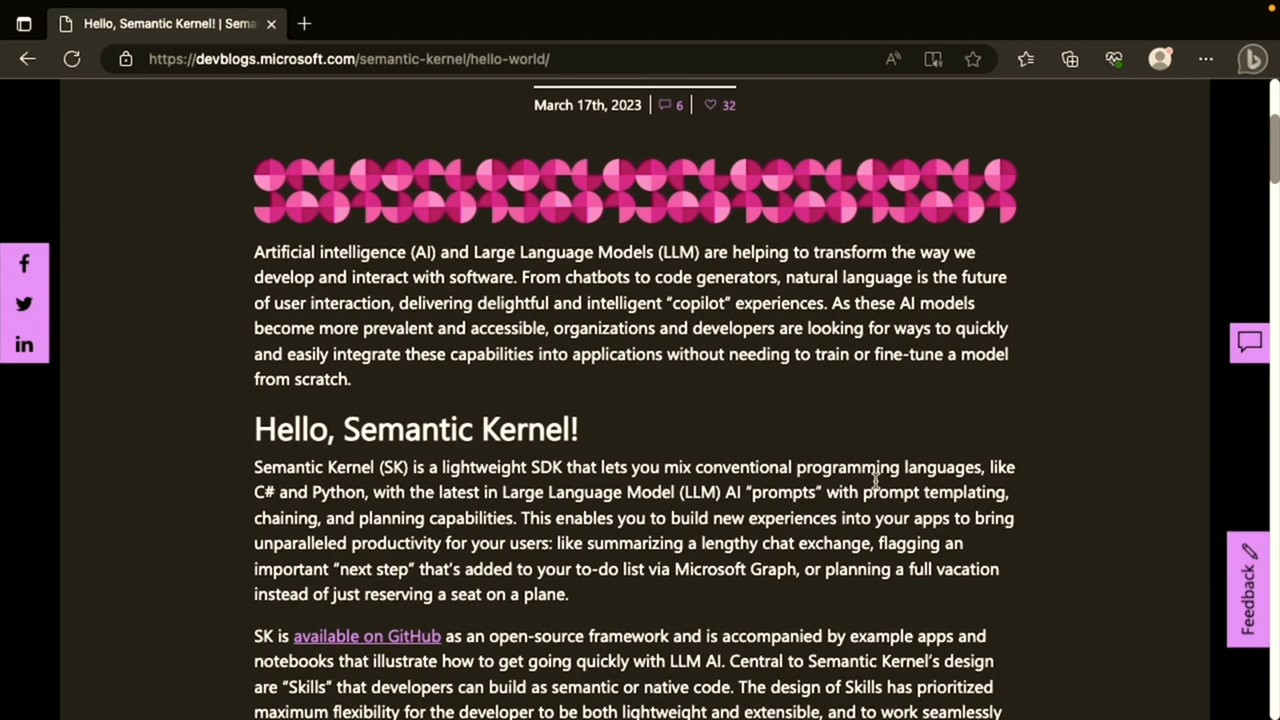 Hello, Semantic Kernel! | Sema
https://devblogs.microsoft.com/semantic-kernel/hello-world/
March 17th, 2023 6 32
Artificial intelligence (AI) and Large Language Models (LLM) are helping to transform the way we
develop and interact with software. From chatbots to code generators, natural language is the future
of user interaction, delivering delightful and intelligent “copilot” experiences. As these AI models
become more prevalent and accessible, organizations and developers are looking for ways to quickly
and easily integrate these capabilities into applications without needing to train or fine-tune a model
from scratch.
Hello, Semantic Kernel!
Semantic Kernel (SK) is a lightweight SDK that lets you mix conventional programming languages, like
C# and Python, with the latest in Large Language Model (LLM) AI “prompts” with prompt templating,
chaining, and planning capabilities. This enables you to build new experiences into your apps to bring
unparalleled productivity for your users: like summarizing a lengthy chat exchange, flagging an
important “next step” that’s added to your to-do list via Microsoft Graph, or planning a full vacation
instead of just reserving a seat on a plane.
SK is available on GitHub as an open-source framework and is accompanied by example apps and
notebooks that illustrate how to get going quickly with LLM AI. Central to Semantic Kernel’s design
are “Skills” that developers can build as semantic or native code. The design of Skills has prioritized
maximum flexibility for the developer to be both lightweight and extensible, and to work seamlessly
Feedback